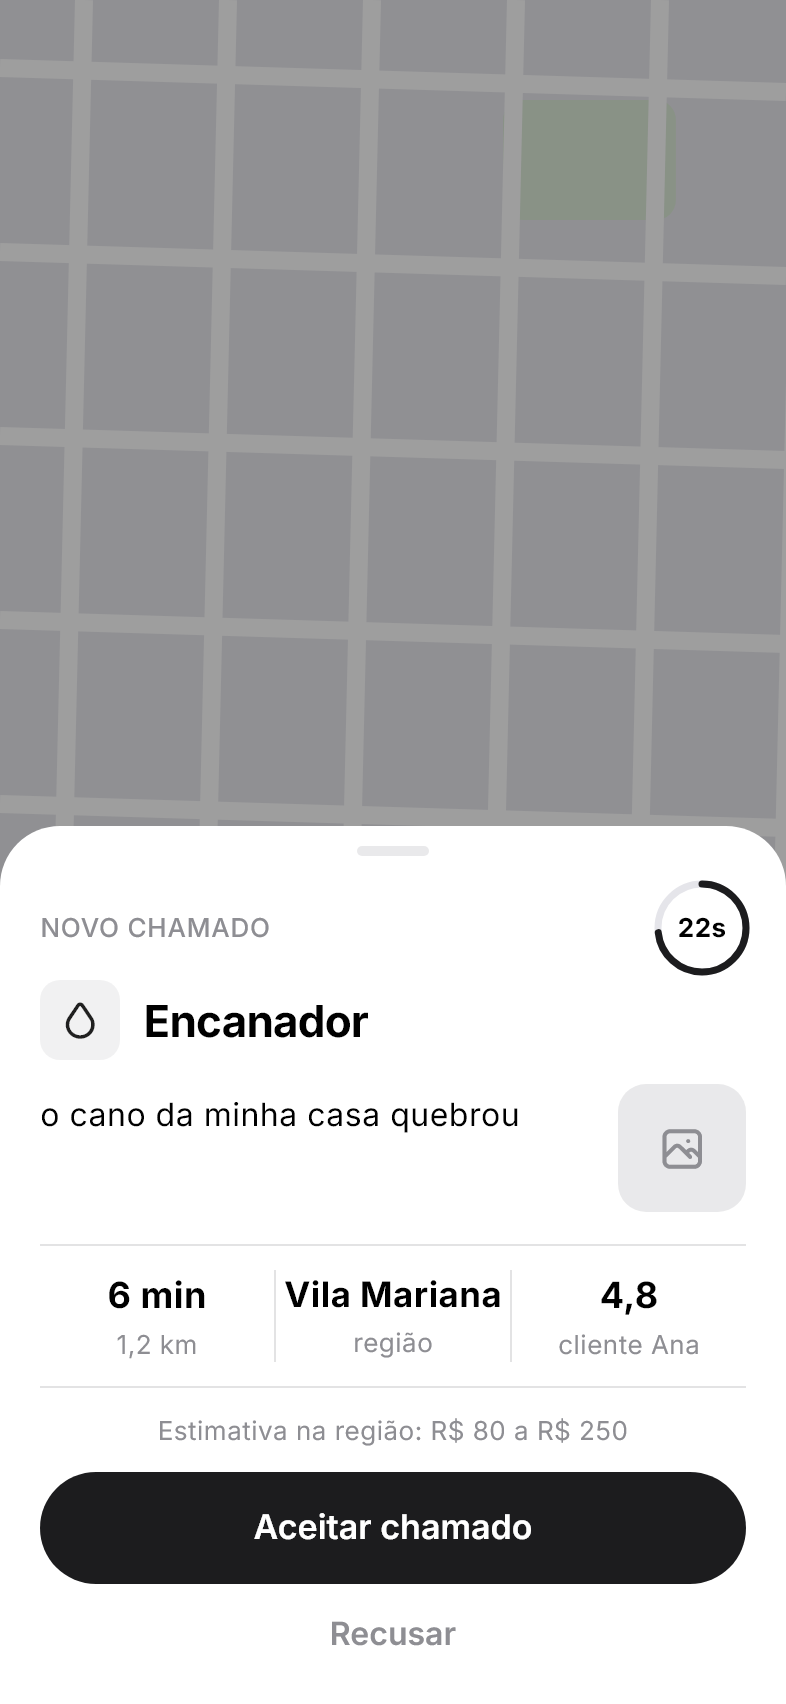 NOVO CHAMADO
22s
Encanador
o cano da minha casa quebrou
6 min
1,2 km
Vila Mariana
região
4,8
cliente Ana
Estimativa na região: R$ 80 a R$ 250
Aceitar chamado
Recusar